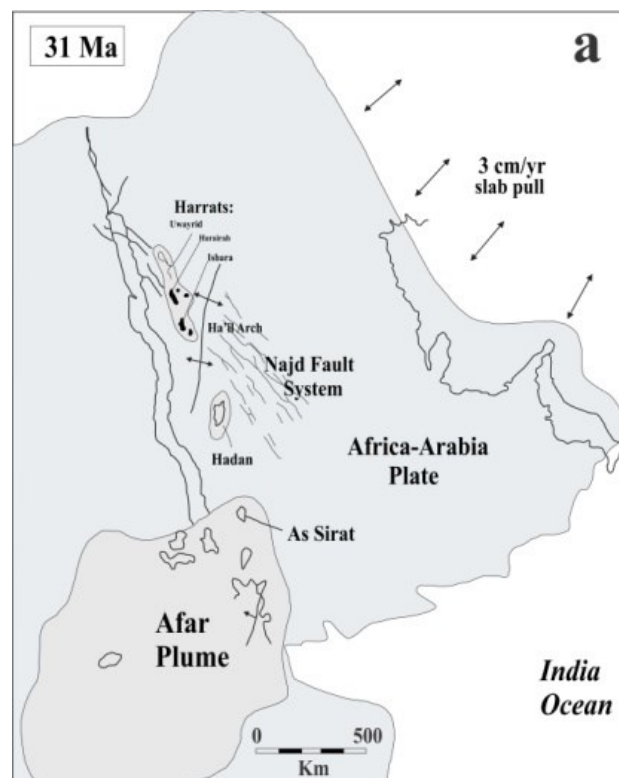 31 Ma
a
3 cm/yr
slab pull
Harrats:
Uwayrid
Harairah
Ishara
Ha'il Arch
Najd Fault
System
Hadan
Africa-Arabia
Plate
As Sirat
Afar
Plume
India
Ocean
0 500
Km